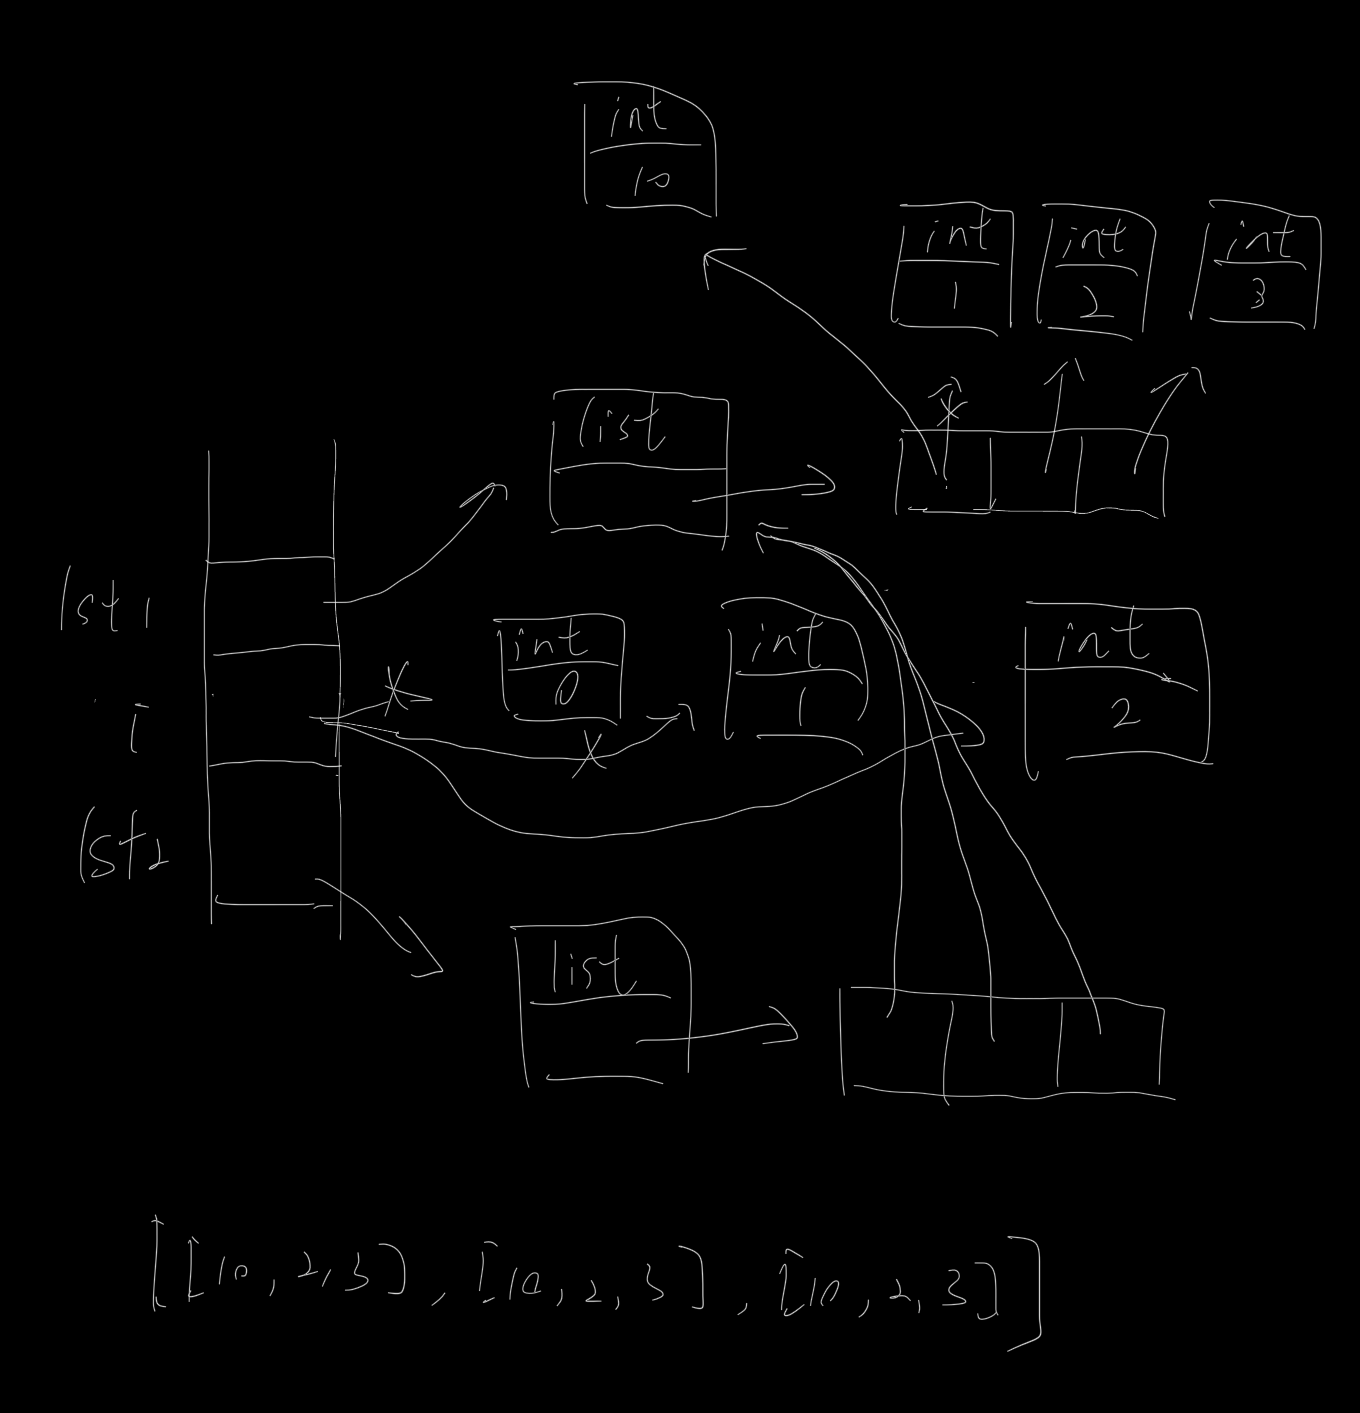 int
10
int int int
1 2 3
list
lst1
int int int
0 1 2
i
lst2
list
[[10, 2, 3], [10, 2, 3], [10, 2, 3]]